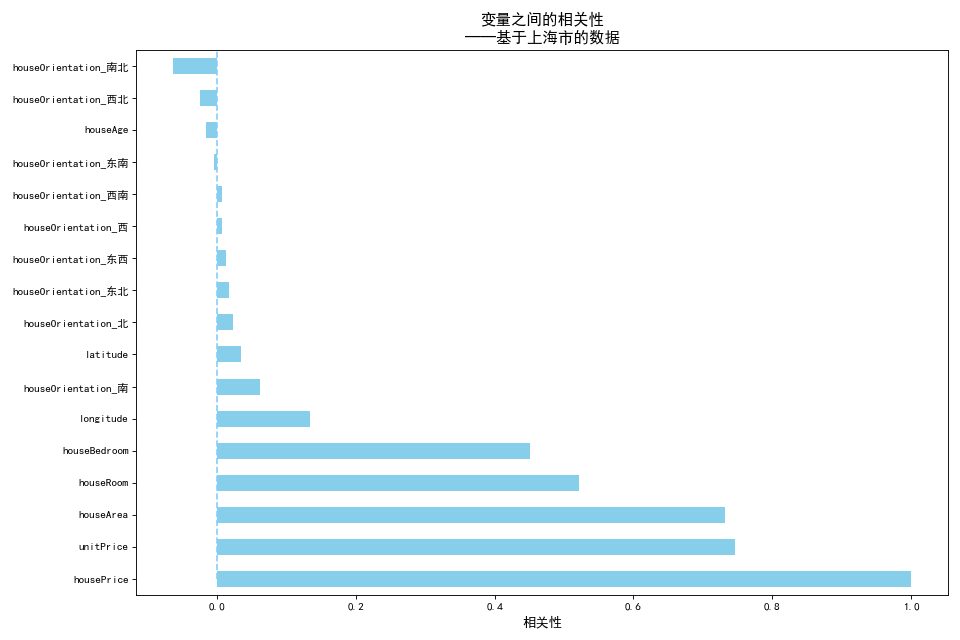 变量之间的相关性
——基于上海市的数据
houseOrientation_南北
houseOrientation_西北
houseAge
houseOrientation_东南
houseOrientation_西南
houseOrientation_西
houseOrientation_东西
houseOrientation_东北
houseOrientation_北
latitude
houseOrientation_南
longitude
houseBedroom
houseRoom
houseArea
unitPrice
housePrice
0.0 0.2 0.4 0.6 0.8 1.0
相关性